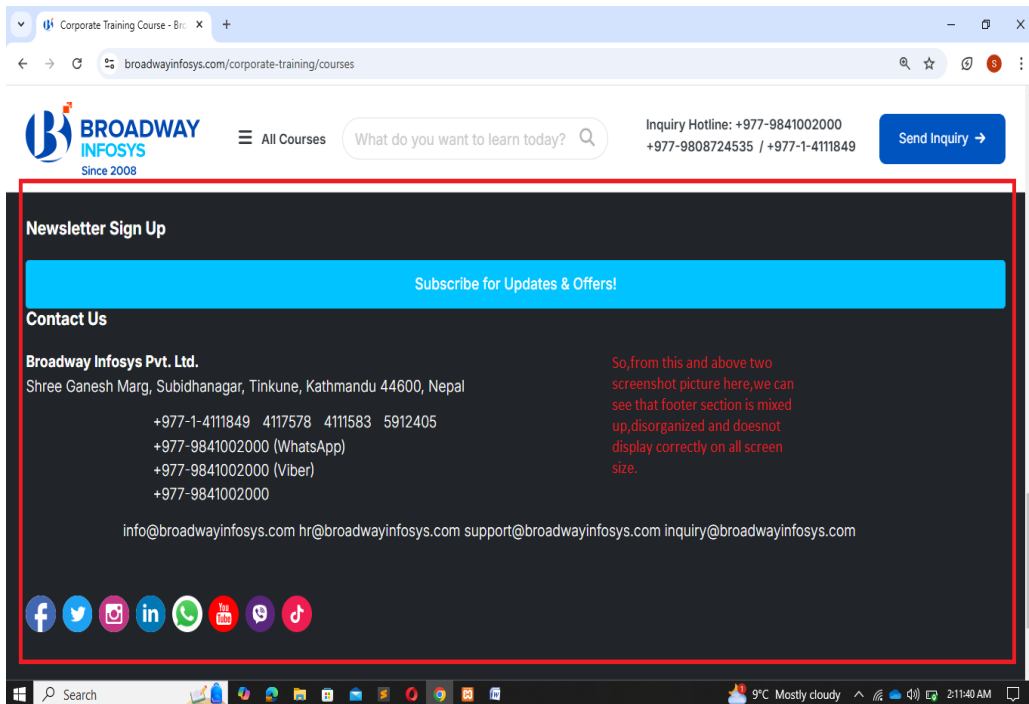 Corporate Training Course - Bro
broadwayinfosys.com/corporate-training/courses
S
BROADWAY
INFOSYS
Since 2008
All Courses
What do you want to learn today?
Inquiry Hotline: +977-9841002000
+977-9808724535 / +977-1-4111849
Send Inquiry →
Newsletter Sign Up
Subscribe for Updates & Offers!
Contact Us
Broadway Infosys Pvt. Ltd.
Shree Ganesh Marg, Subidhanagar, Tinkune, Kathmandu 44600, Nepal
+977-1-4111849 4117578 4111583 5912405
+977-9841002000 (WhatsApp)
+977-9841002000 (Viber)
+977-9841002000
info@broadwayinfosys.com hr@broadwayinfosys.com support@broadwayinfosys.com inquiry@broadwayinfosys.com
So,from this and above two
screenshot picture here,we can
see that footer section is mixed
up,disorganized and doesnot
display correctly on all screen
size.
You
Tube
Search
9°C Mostly cloudy
2:11:40 AM